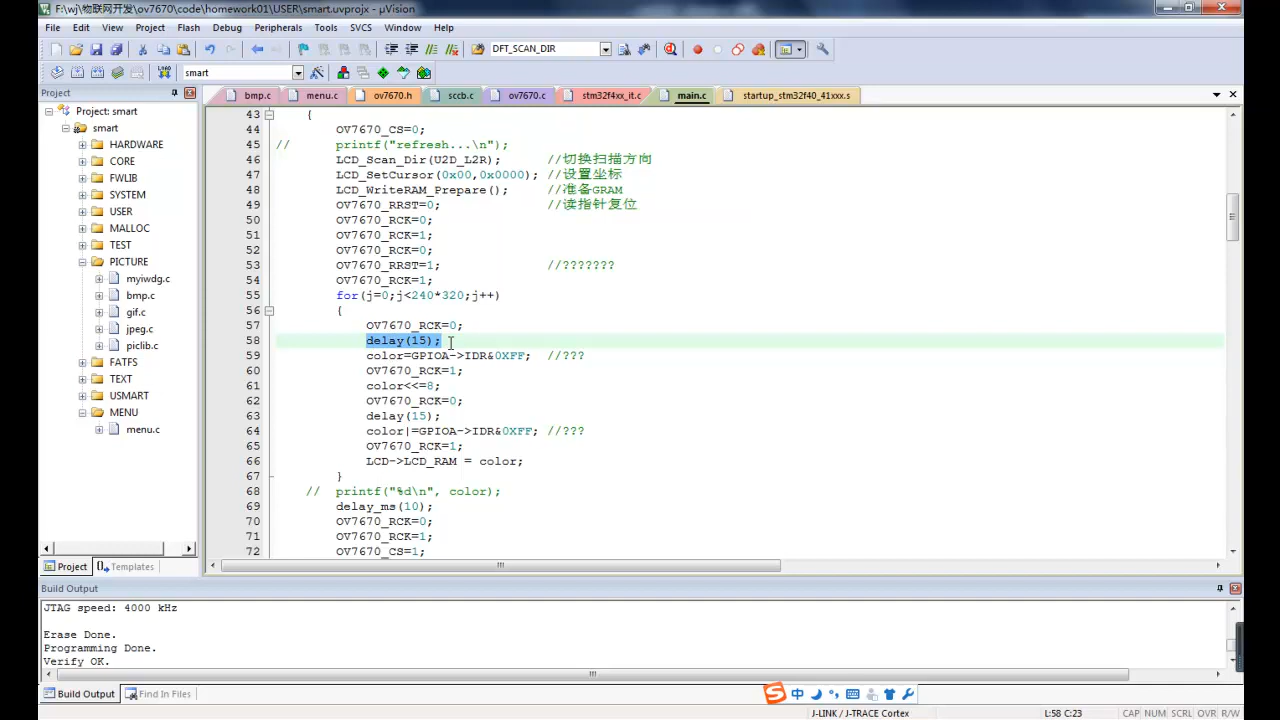 F:\wj\物联网开发\ov7670\code\homework01\USER\smart.uvprojx - µVision
File Edit View Project Flash Debug Peripherals Tools SVCS Window Help
DFT_SCAN_DIR
LOAD smart
Project
bmp.c menu.c ov7670.h sccb.c ov7670.c stm32f4xx_it.c main.c startup_stm32f40_41xxx.s
Project: smart
smart
HARDWARE
CORE
FWLIB
SYSTEM
USER
MALLOC
TEST
PICTURE
myiwdg.c
bmp.c
gif.c
jpeg.c
piclib.c
FATFS
TEXT
USMART
MENU
menu.c
Project Templates
43 {
44 OV7670_CS=0;
45 // printf("refresh...\n");
46 LCD_Scan_Dir(U2D_L2R); //切换扫描方向
47 LCD_SetCursor(0x00,0x0000); //设置坐标
48 LCD_WriteRAM_Prepare(); //准备GRAM
49 OV7670_RRST=0; //读指针复位
50 OV7670_RCK=0;
51 OV7670_RCK=1;
52 OV7670_RCK=0;
53 OV7670_RRST=1; //???????
54 OV7670_RCK=1;
55 for(j=0;j<240*320;j++)
56 {
57 OV7670_RCK=0;
58 delay(15);
59 color=GPIOA->IDR&0XFF; //???
60 OV7670_RCK=1;
61 color<<=8;
62 OV7670_RCK=0;
63 delay(15);
64 color|=GPIOA->IDR&0XFF; //???
65 OV7670_RCK=1;
66 LCD->LCD_RAM = color;
67 }
68 // printf("%d\n", color);
69 delay_ms(10);
70 OV7670_RCK=0;
71 OV7670_RCK=1;
72 OV7670_CS=1;
Build Output
JTAG speed: 4000 kHz
Erase Done.
Programming Done.
Verify OK.
Build Output Find In Files
中
J-LINK / J-TRACE Cortex L:58 C:23 CAP NUM SCRL OVR R/W